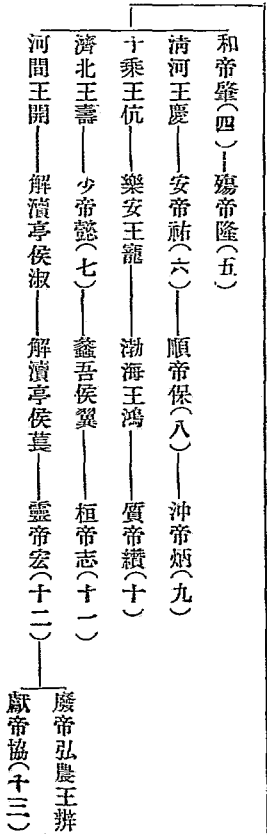 和帝肇(四)—殤帝隆(五)
清河王慶—安帝祐(六)—順帝保(八)—沖帝炳(九)
千乘王伉—樂安王寵—渤海王鴻—質帝纘(十)
濟北王壽—少帝懿(七)—蠡吾侯翼—桓帝志(十一)
河間王開—解瀆亭侯淑—解瀆亭侯萇—靈帝宏(十二)
廢帝弘農王辨
獻帝協(十三)